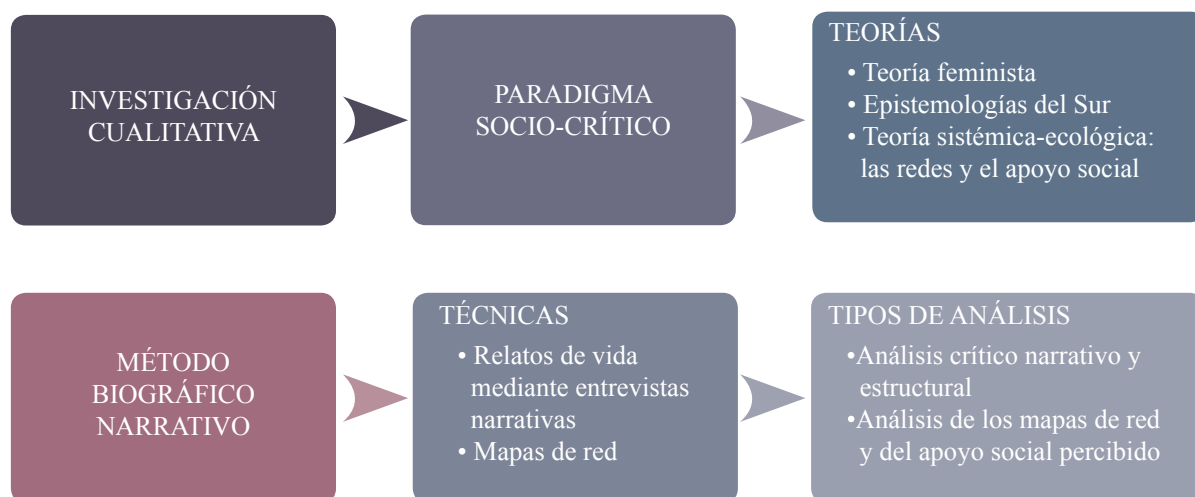 INVESTIGACIÓN
CUALITATIVA
PARADIGMA
SOCIO-CRÍTICO
TEORÍAS
• Teoría feminista
• Epistemologías del Sur
• Teoría sistémica-ecológica:
las redes y el apoyo social
MÉTODO
BIOGRÁFICO
NARRATIVO
TÉCNICAS
• Relatos de vida
mediante entrevistas
narrativas
• Mapas de red
TIPOS DE ANÁLISIS
•Análisis crítico narrativo y
estructural
•Análisis de los mapas de red
y del apoyo social percibido